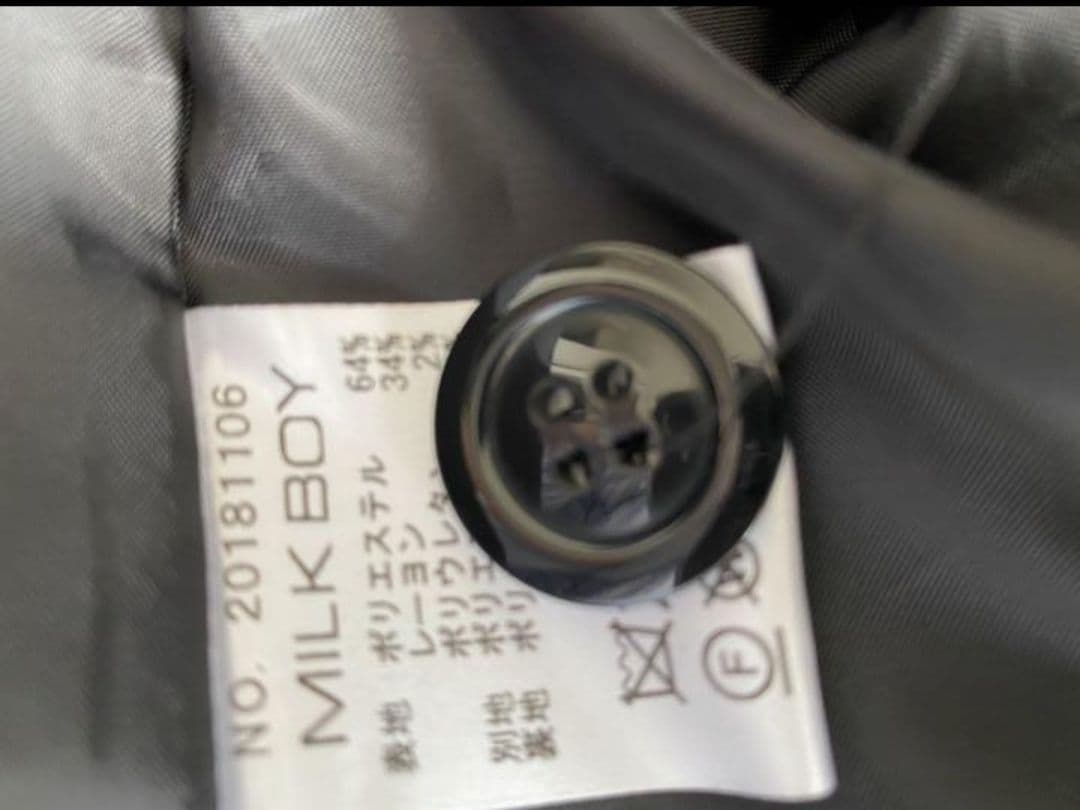 NO. 20181106
MILK BOY
表地 ポリエステル 64%
レーヨン 34%
ポリウレタ 2%
別地 ポリエ
裏地 ポリ
F
W